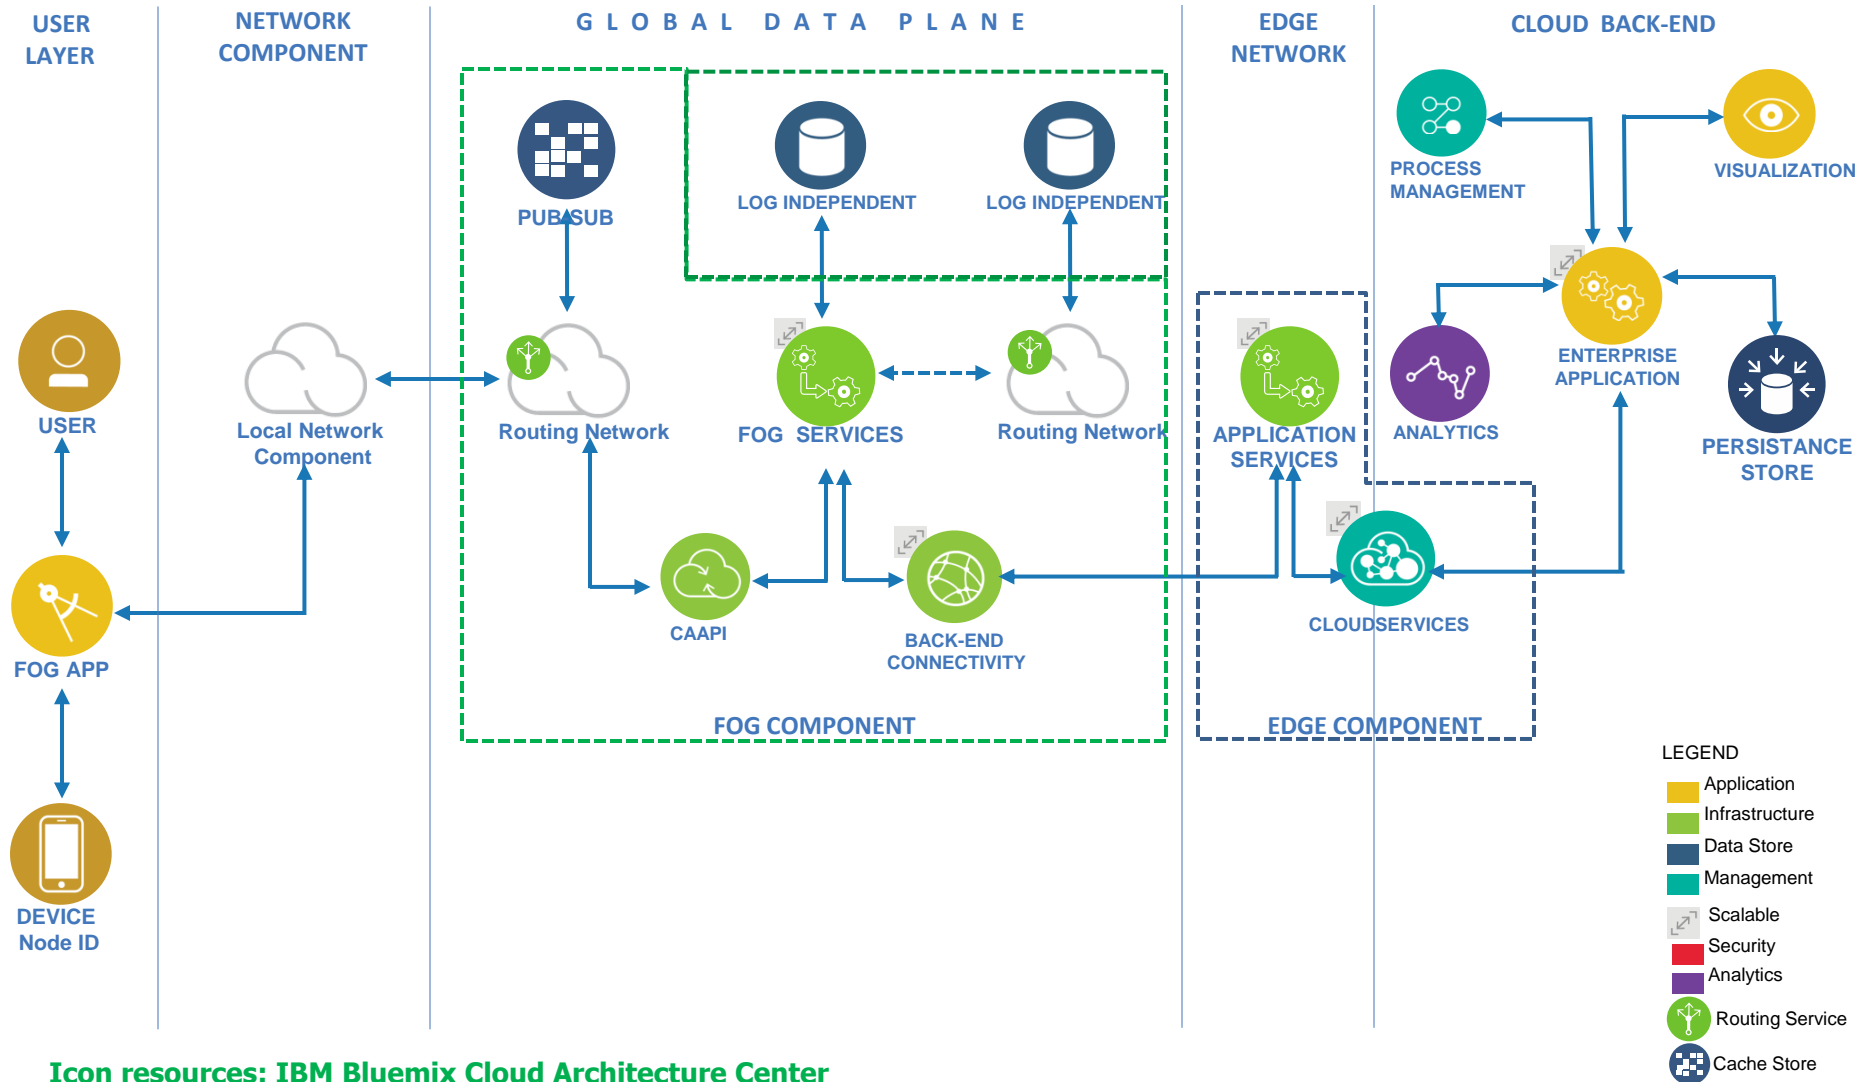 USER
LAYER
NETWORK
COMPONENT
GLOBAL DATA PLANE
EDGE
NETWORK
CLOUD BACK-END
PUB-SUB
LOG INDEPENDENT
LOG INDEPENDENT
PROCESS
MANAGEMENT
VISUALIZATION
USER
Local Network
Component
Routing Network
FOG SERVICES
Routing Network
APPLICATION
SERVICES
ANALYTICS
ENTERPRISE
APPLICATION
PERSISTANCE
STORE
FOG APP
CAAPI
BACK-END
CONNECTIVITY
CLOUDSERVICES
FOG COMPONENT
EDGE COMPONENT
DEVICE
Node ID
LEGEND
Application
Infrastructure
Data Store
Management
Scalable
Security
Analytics
Routing Service
Cache Store
Icon resources: IBM Bluemix Cloud Architecture Center